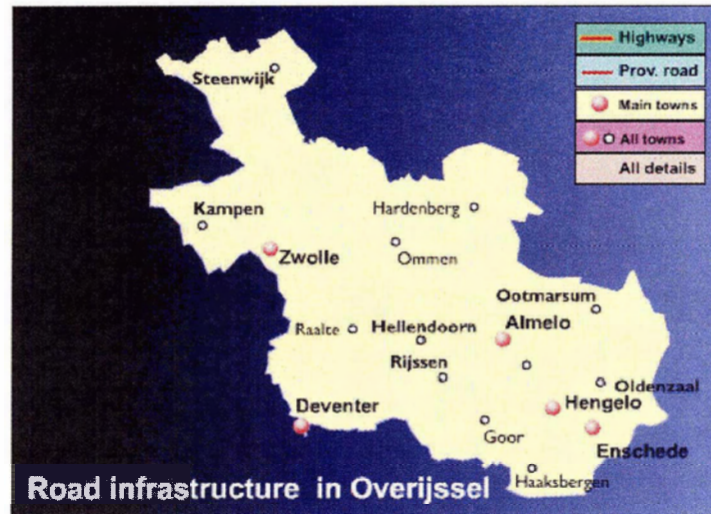 Highways
Prov. road
Main towns
All towns
All details
Steenwijk
Kampen
Hardenberg
Zwolle
Ommen
Ootmarsum
Raalte
Hellendoorn
Almelo
Rijssen
Oldenzaal
Deventer
Hengelo
Goor
Enschede
Haaksbergen
Road infrastructure in Overijssel